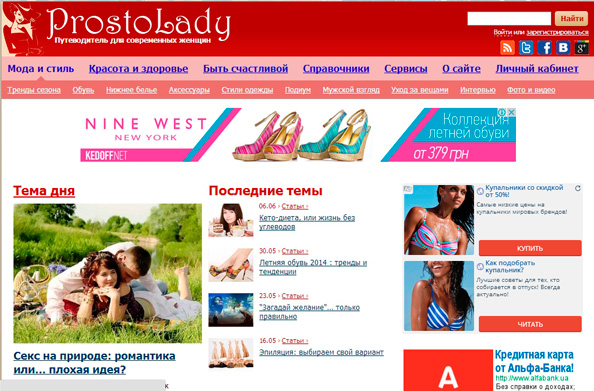 ProstoLady
Путеводитель для современных женщин
Найти
Войти или зарегистрироваться
Мода и стиль Красота и здоровье Быть счастливой Справочники Сервисы О сайте Личный кабинет
Тренды сезона Обувь Нижнее белье Аксессуары Стили одежды Подиум Мужской взгляд Уход за вещами Интервью Фото и видео
NINE WEST
NEW YORK
KEDOFFNET
Коллекция
летней обуви
от 379 грн
Тема дня
Секс на природе: романтика
или... плохая идея?
Последние темы
06.06 › Статьи ›
Кето-диета, или жизнь без
углеводов
30.05 › Статьи ›
Летняя обувь 2014 : тренды и
тенденции
23.05 › Статьи ›
"Загадай желание"... только
правильно
16.05 › Статьи ›
Эпиляция: выбираем свой вариант
Купальники со скидкой
от 50%!
Самые низкие цены на
купальники мировых брендов!
КУПИТЬ
Как подобрать
купальник?
Лучшие советы для тех, кто
собирается в отпуск! Всегда
актуально!
ЧИТАТЬ
А
Кредитная карта
от Альфа-Банка!
http://www.alfabank.ua
Без справки о доходах;